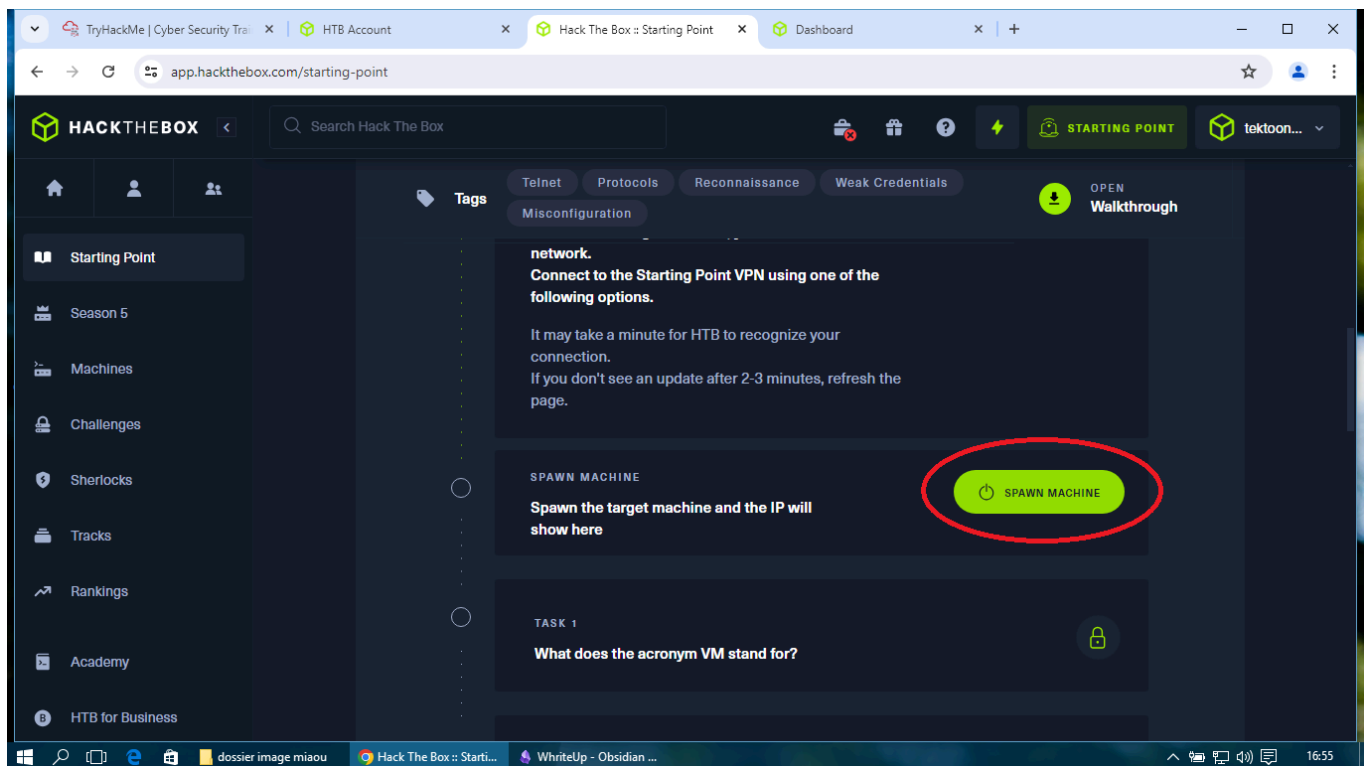 TryHackMe | Cyber Security Trai
HTB Account
Hack The Box :: Starting Point
Dashboard
app.hackthebox.com/starting-point
HACKTHEBOX
Search Hack The Box
STARTING POINT
tektoon...
Tags
Telnet
Protocols
Reconnaissance
Weak Credentials
Misconfiguration
OPEN
Walkthrough
Starting Point
Season 5
Machines
Challenges
Sherlocks
Tracks
Rankings
Academy
HTB for Business
network.
Connect to the Starting Point VPN using one of the
following options.
It may take a minute for HTB to recognize your
connection.
If you don't see an update after 2-3 minutes, refresh the
page.
SPAWN MACHINE
Spawn the target machine and the IP will
show here
SPAWN MACHINE
TASK 1
What does the acronym VM stand for?
dossier image miaou
Hack The Box :: Starti...
WhriteUp - Obsidian ...
16:55